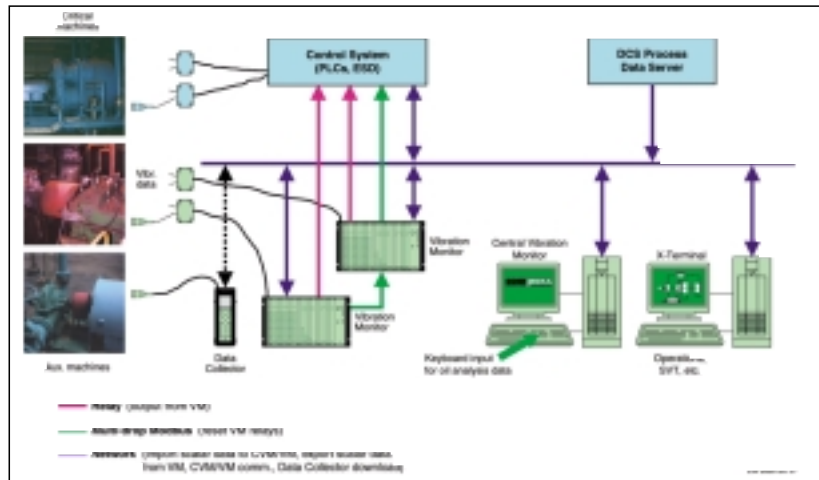 Critical
machines
Control System
(PLCs, ESD)
DCS Process
Data Server
Vibr.
data
Vibration
Monitor
Central Vibration
Monitor
X-Terminal
Vibration
Monitor
Data
Collector
Keyboard input
for oil analysis data
SVT, etc.
Aux. machines
Relay (output from VM)
Multi-drop Modbus (reset VM relays)
Network (import scalar data to CVM/VM, export scalar data
from VM, CVM/VM comm., Data Collector download)